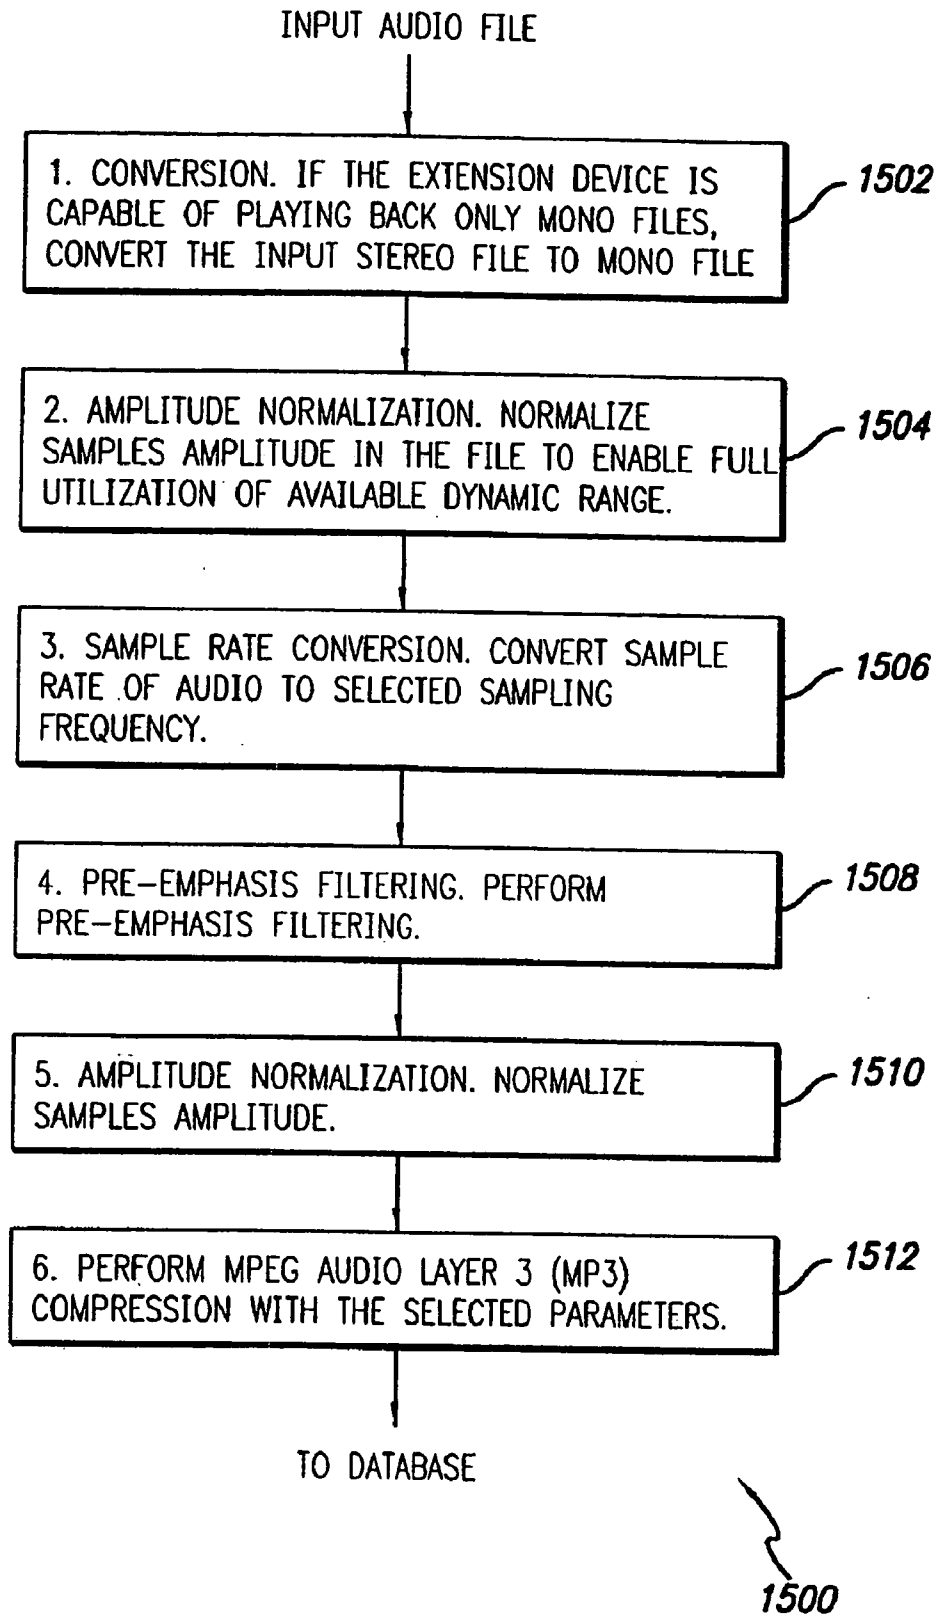 INPUT AUDIO FILE
1. CONVERSION. IF THE EXTENSION DEVICE IS
CAPABLE OF PLAYING BACK ONLY MONO FILES,
CONVERT THE INPUT STEREO FILE TO MONO FILE
1502
2. AMPLITUDE NORMALIZATION. NORMALIZE
SAMPLES AMPLITUDE IN THE FILE TO ENABLE FULL
UTILIZATION OF AVAILABLE DYNAMIC RANGE.
1504
3. SAMPLE RATE CONVERSION. CONVERT SAMPLE
RATE OF AUDIO TO SELECTED SAMPLING
FREQUENCY.
1506
4. PRE-EMPHASIS FILTERING. PERFORM
PRE-EMPHASIS FILTERING.
1508
5. AMPLITUDE NORMALIZATION. NORMALIZE
SAMPLES AMPLITUDE.
1510
6. PERFORM MPEG AUDIO LAYER 3 (MP3)
COMPRESSION WITH THE SELECTED PARAMETERS.
1512
TO DATABASE
1500